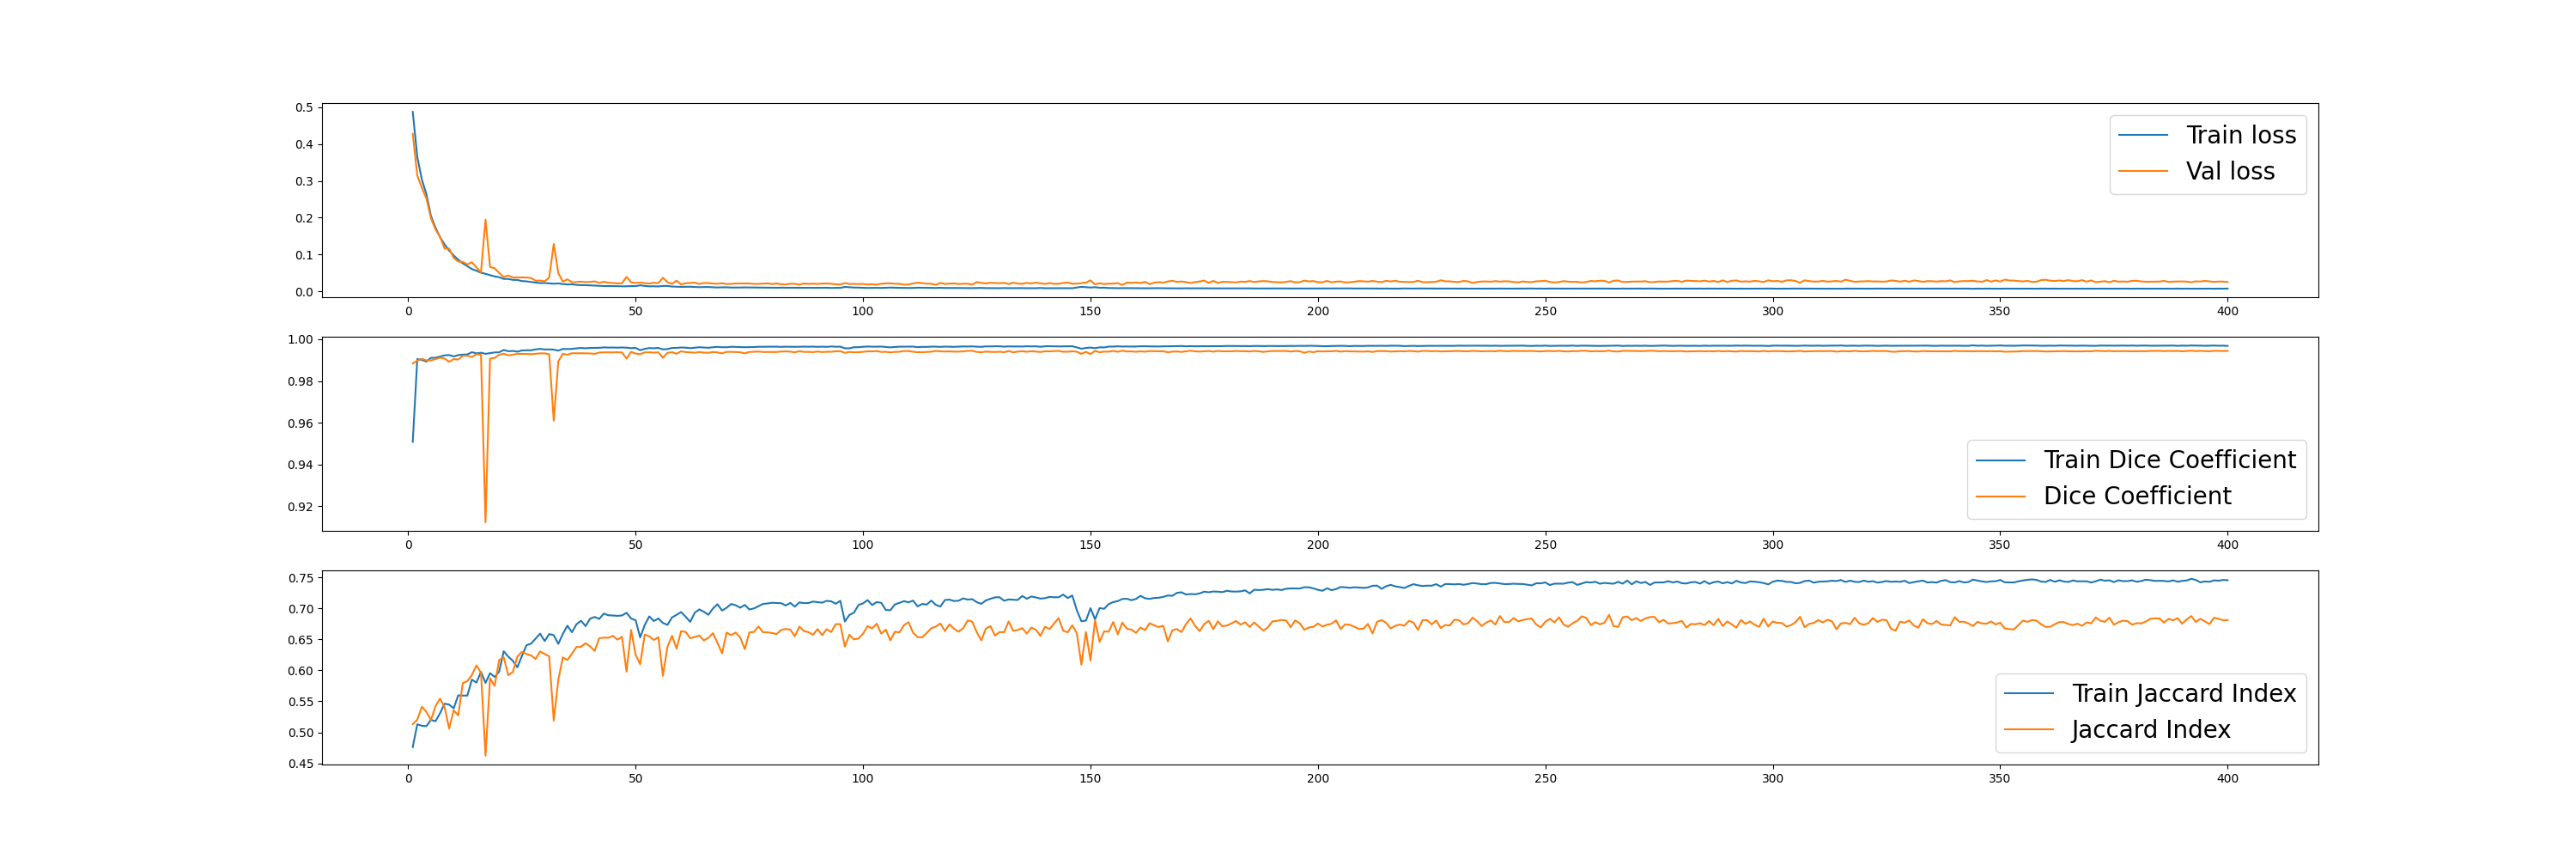 0.5
0.4
0.3
0.2
0.1
0.0
Train loss
Val loss
0 50 100 150 200 250 300 350 400
1.00
0.98
0.96
0.94
0.92
Train Dice Coefficient
Dice Coefficient
0 50 100 150 200 250 300 350 400
0.75
0.70
0.65
0.60
0.55
0.50
0.45
Train Jaccard Index
Jaccard Index
0 50 100 150 200 250 300 350 400